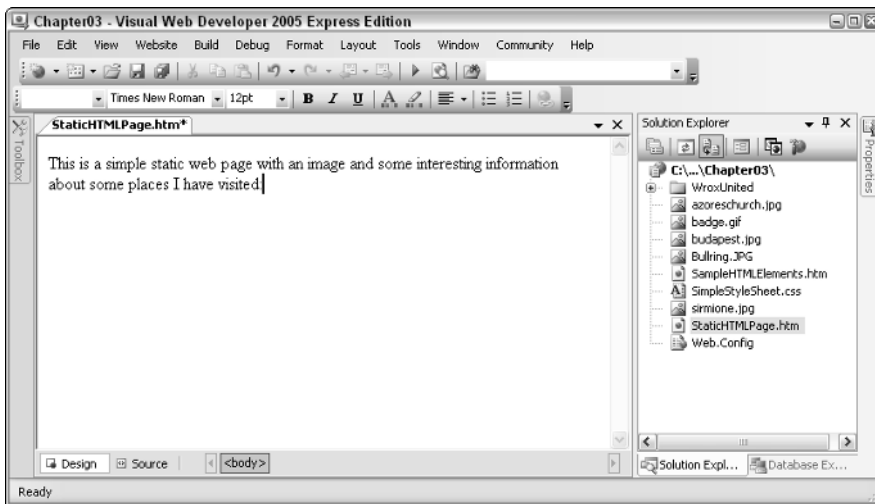 Chapter03 - Visual Web Developer 2005 Express Edition
File Edit View Website Build Debug Format Layout Tools Window Community Help
Times New Roman 12pt B I U A
Toolbox
StaticHTMLPage.htm*
This is a simple static web page with an image and some interesting information
about some places I have visited:
Design Source <body>
Solution Explorer
C:\...\Chapter03\
WroxUnited
azoreschurch.jpg
badge.gif
budapest.jpg
Bullring.JPG
SampleHTMLElements.htm
SimpleStyleSheet.css
sirmione.jpg
StaticHTMLPage.htm
Web.Config
Solution Expl... Database Ex...
Properties
Ready